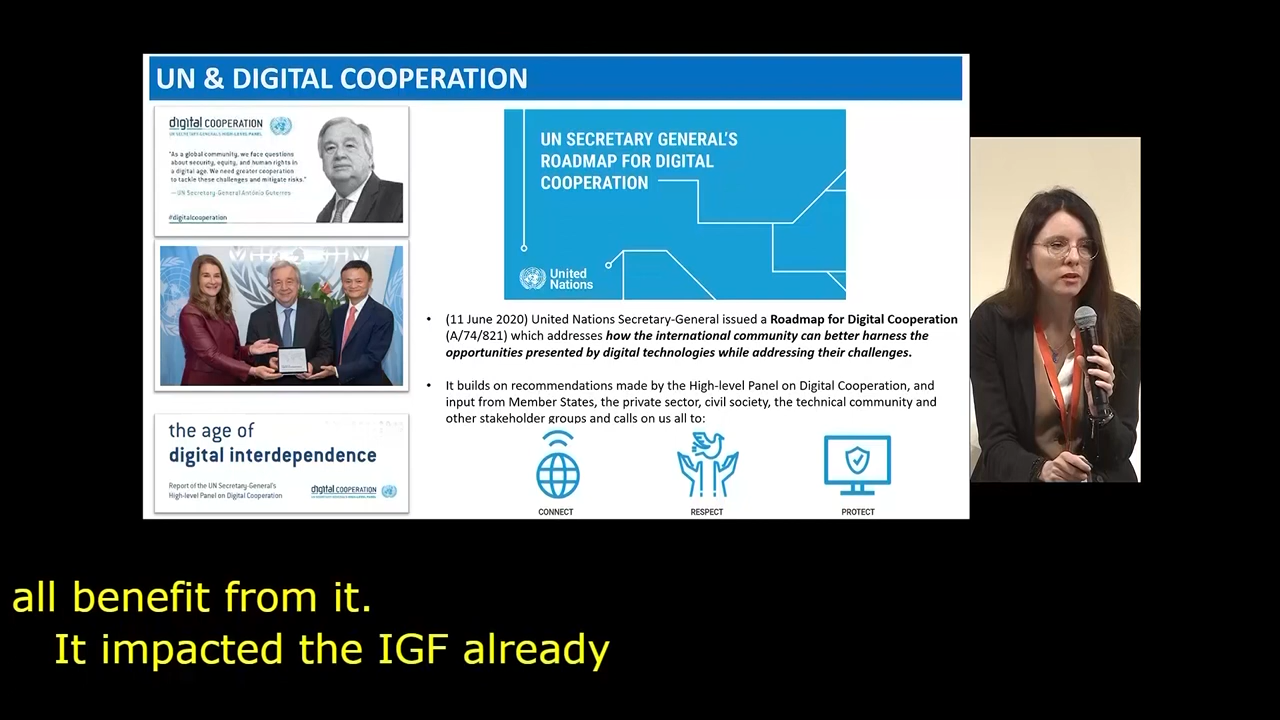 UN & DIGITAL COOPERATION
digital COOPERATION
UN SECRETARY-GENERAL'S HIGH-LEVEL PANEL
"As a global community, we face questions
about security, equity, and human rights in
a digital age. We need greater cooperation
to tackle these challenges and mitigate risks."
— UN Secretary-General António Guterres
#digitalcooperation
the age of
digital interdependence
Report of the UN Secretary-General's
High-level Panel on Digital Cooperation
digital COOPERATION
UN SECRETARY GENERAL'S
ROADMAP FOR DIGITAL
COOPERATION
United
Nations
• (11 June 2020) United Nations Secretary-General issued a Roadmap for Digital Cooperation
(A/74/821) which addresses how the international community can better harness the
opportunities presented by digital technologies while addressing their challenges.
• It builds on recommendations made by the High-level Panel on Digital Cooperation, and
input from Member States, the private sector, civil society, the technical community and
other stakeholder groups and calls on us all to:
CONNECT
RESPECT
PROTECT
all benefit from it.
It impacted the IGF already